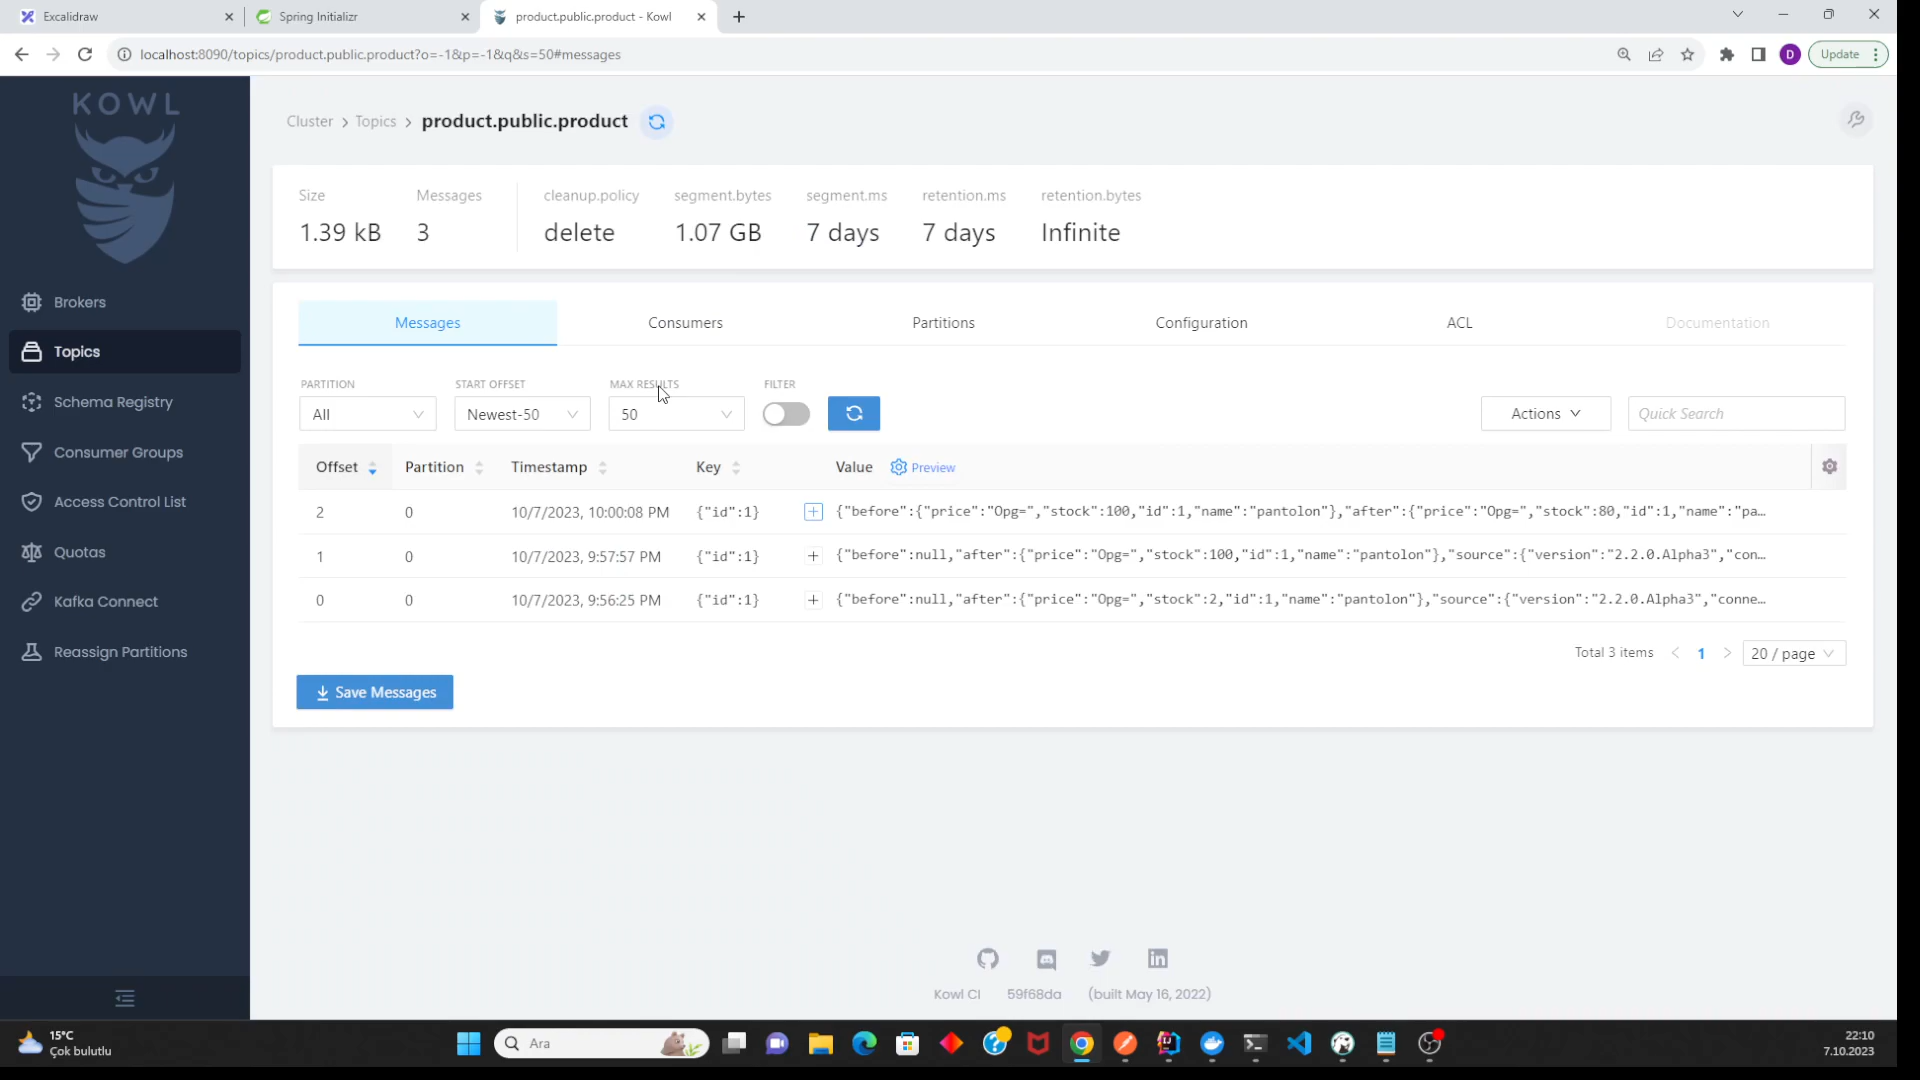 Excalidraw
Spring Initializr
product.public.product - Kowl
localhost:8090/topics/product.public.product?o=-1&p=-1&q&s=50#messages
D
Update
KOWL
Brokers
Topics
Schema Registry
Consumer Groups
Access Control List
Quotas
Kafka Connect
Reassign Partitions
Cluster > Topics > product.public.product
Size Messages cleanup.policy segment.bytes segment.ms retention.ms retention.bytes
1.39 kB 3 delete 1.07 GB 7 days 7 days Infinite
Messages Consumers Partitions Configuration ACL Documentation
PARTITION START OFFSET MAX RESULTS FILTER
All Newest-50 50 Actions Quick Search
Offset Partition Timestamp Key Value Preview
2 0 10/7/2023, 10:00:08 PM {"id":1} {"before":{"price":"Opg=","stock":100,"id":1,"name":"pantolon"},"after":{"price":"Opg=","stock":80,"id":1,"name":"pa…
1 0 10/7/2023, 9:57:57 PM {"id":1} {"before":null,"after":{"price":"Opg=","stock":100,"id":1,"name":"pantolon"},"source":{"version":"2.2.0.Alpha3","con…
0 0 10/7/2023, 9:56:25 PM {"id":1} {"before":null,"after":{"price":"Opg=","stock":2,"id":1,"name":"pantolon"},"source":{"version":"2.2.0.Alpha3","conne…
Total 3 items < 1 > 20 / page
Save Messages
Kowl CI 59f68da (built May 16, 2022)
15°C
Çok bulutlu
Ara
22:10
7.10.2023